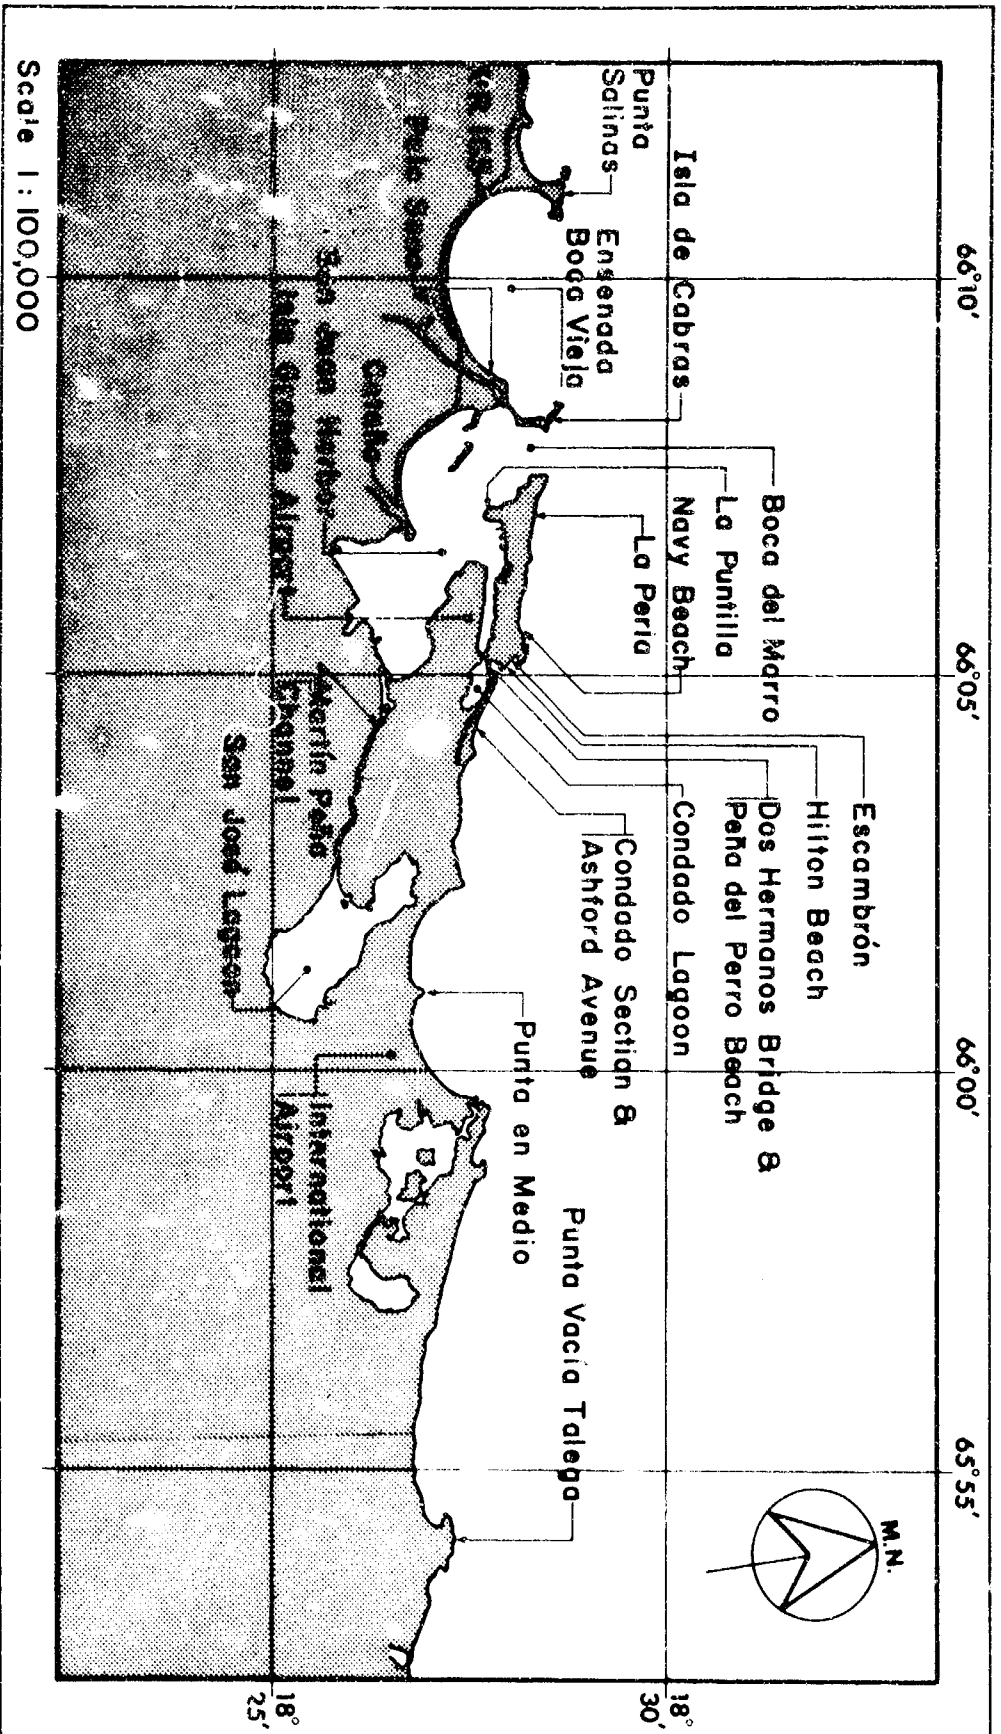 66°10'
66°05'
66°00'
65°55'
M.N.
Escambrón
Hilton Beach
Dos Hermanos Bridge &
Peña del Perro Beach
Boca del Morro
La Puntilla
Navy Beach
La Perla
Condado Lagoon
Condado Section &
Ashford Avenue
Isla de Cabras
Punta
Salinas
Ensenada
Boca Vieja
Punta en Medio
Punta Vacía Talega
Palo Seco
Cataño
San Juan Harbor
Isla Grande Airport
Martín Peña
Channel
San José Lagoon
International
Airport
18°
30'
18°
25'
Scale 1:100,000